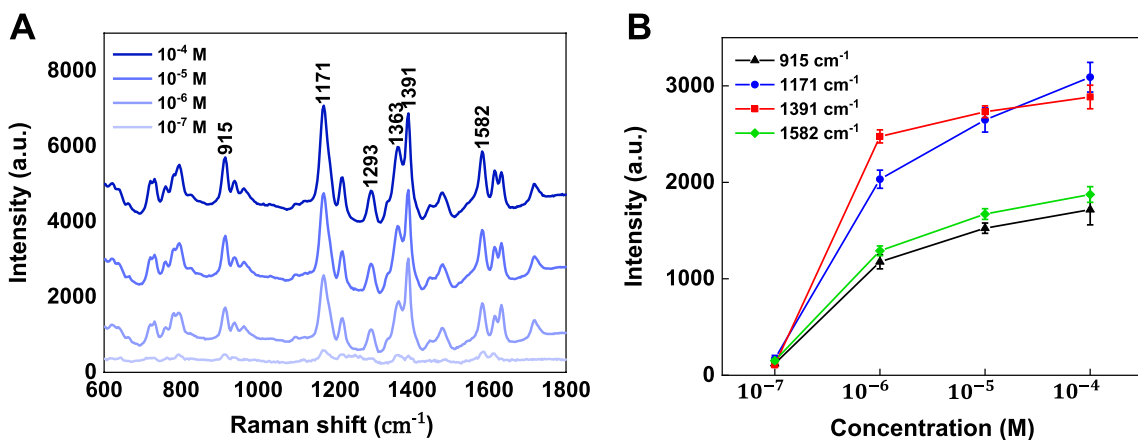 A
10⁻⁴ M
10⁻⁵ M
10⁻⁶ M
10⁻⁷ M
915
1171
1293
1363
1391
1582
8000
6000
4000
2000
0
600 800 1000 1200 1400 1600 1800
Intensity (a.u.)
Raman shift (cm⁻¹)
B
915 cm⁻¹
1171 cm⁻¹
1391 cm⁻¹
1582 cm⁻¹
3000
2000
1000
0
10⁻⁷ 10⁻⁶ 10⁻⁵ 10⁻⁴
Intensity (a.u.)
Concentration (M)